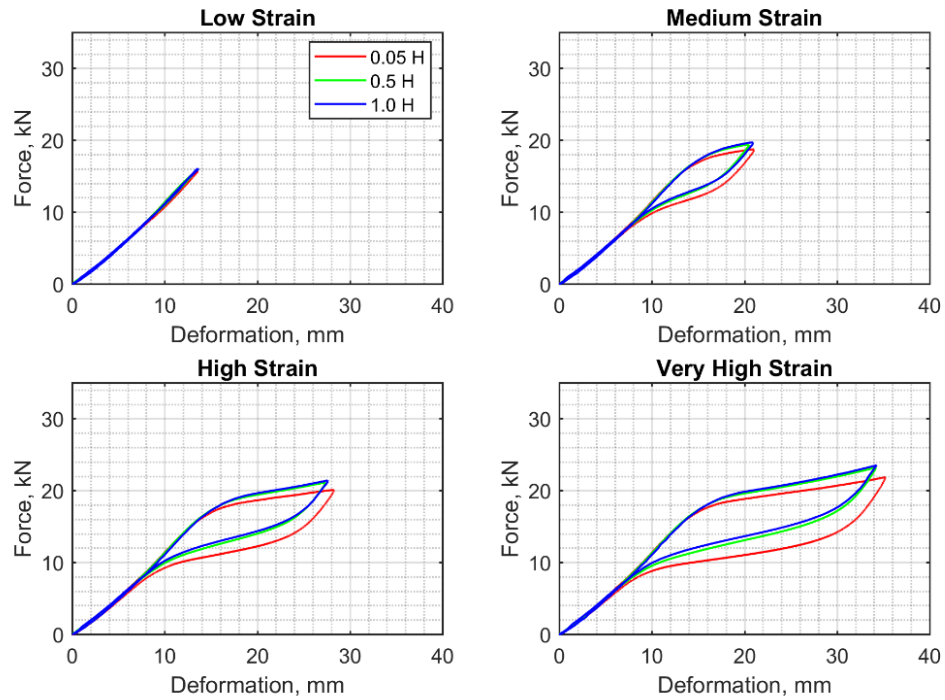 Low Strain
Medium Strain
0.05 H
0.5 H
1.0 H
Force, kN
30
20
10
0
0 10 20 30 40
Deformation, mm
Force, kN
30
20
10
0
0 10 20 30 40
Deformation, mm
High Strain
Very High Strain
Force, kN
30
20
10
0
0 10 20 30 40
Deformation, mm
Force, kN
30
20
10
0
0 10 20 30 40
Deformation, mm